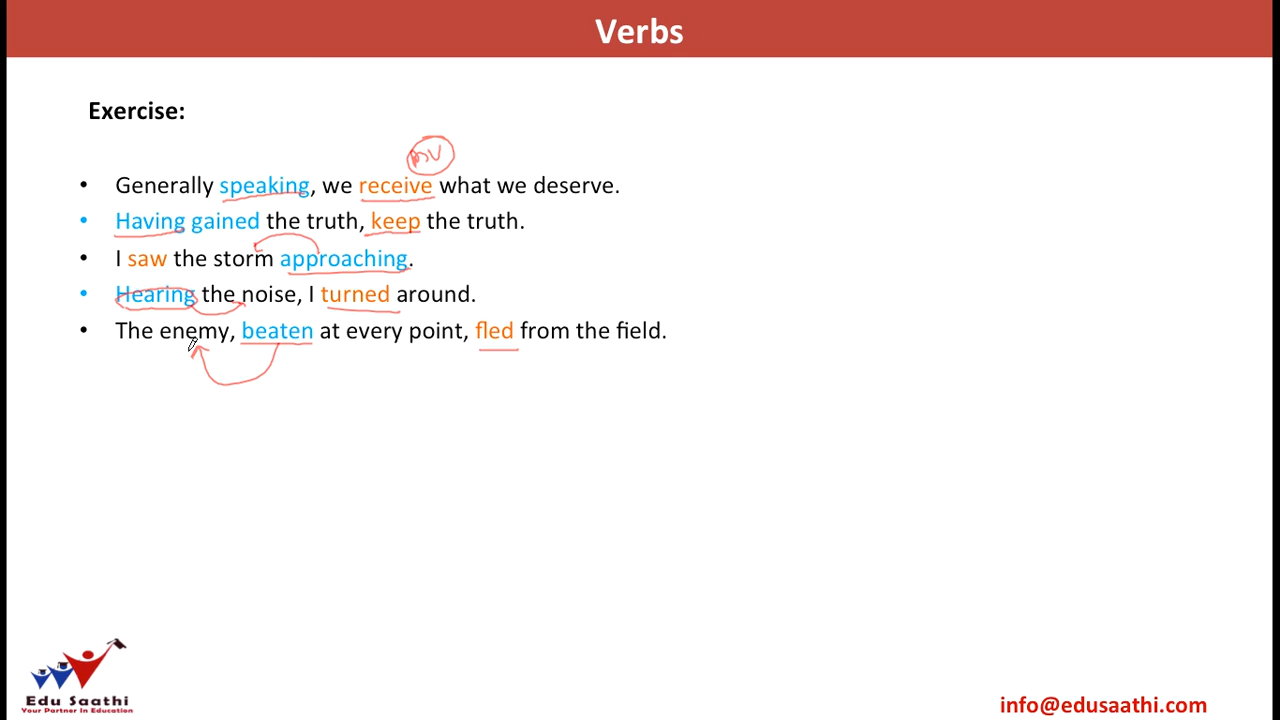 Verbs
Exercise:
MV
• Generally speaking, we receive what we deserve.
• Having gained the truth, keep the truth.
• I saw the storm approaching.
• Hearing the noise, I turned around.
• The enemy, beaten at every point, fled from the field.
Edu Saathi
Your Partner In Education
info@edusaathi.com